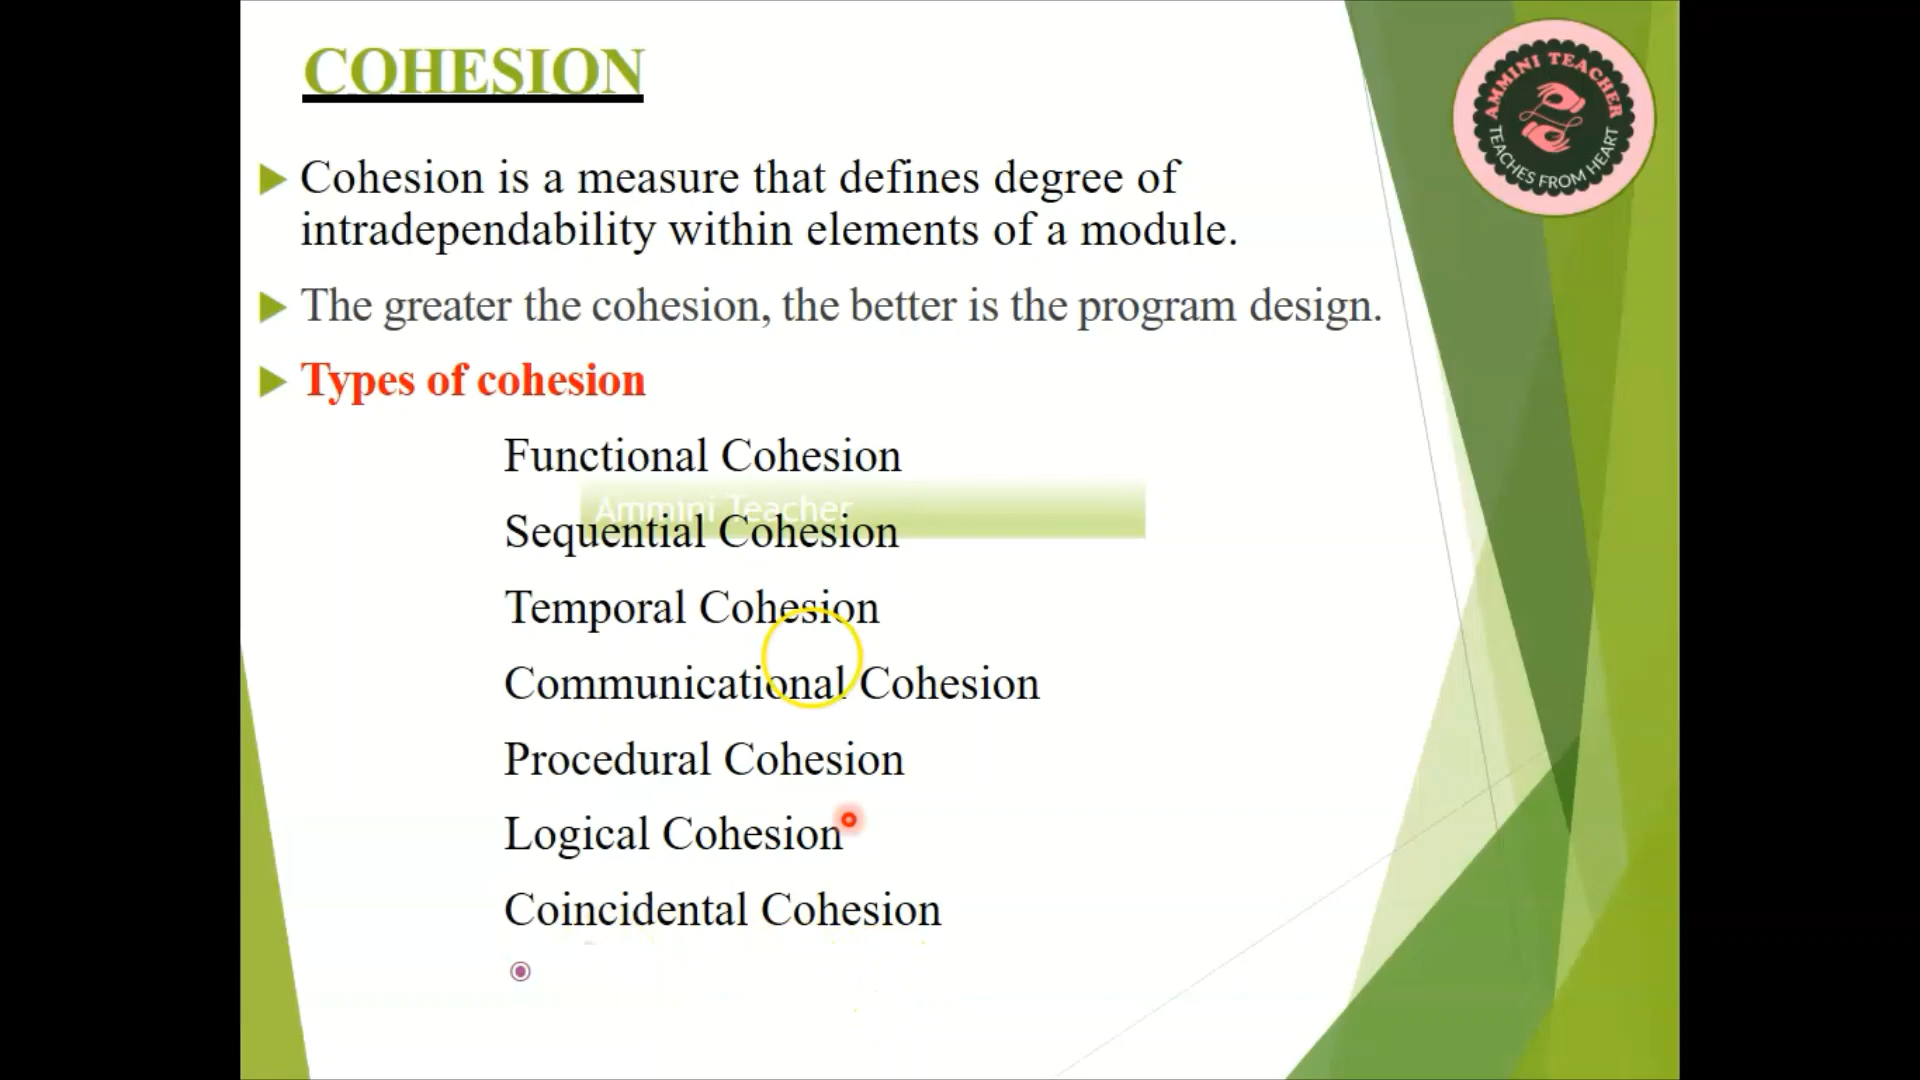 COHESION
AMMINI TEACHER
TEACHES FROM HEART
Cohesion is a measure that defines degree of
intradependability within elements of a module.
The greater the cohesion, the better is the program design.
Types of cohesion
Functional Cohesion
Ammini Teacher
Sequential Cohesion
Temporal Cohesion
Communicational Cohesion
Procedural Cohesion
Logical Cohesion
Coincidental Cohesion